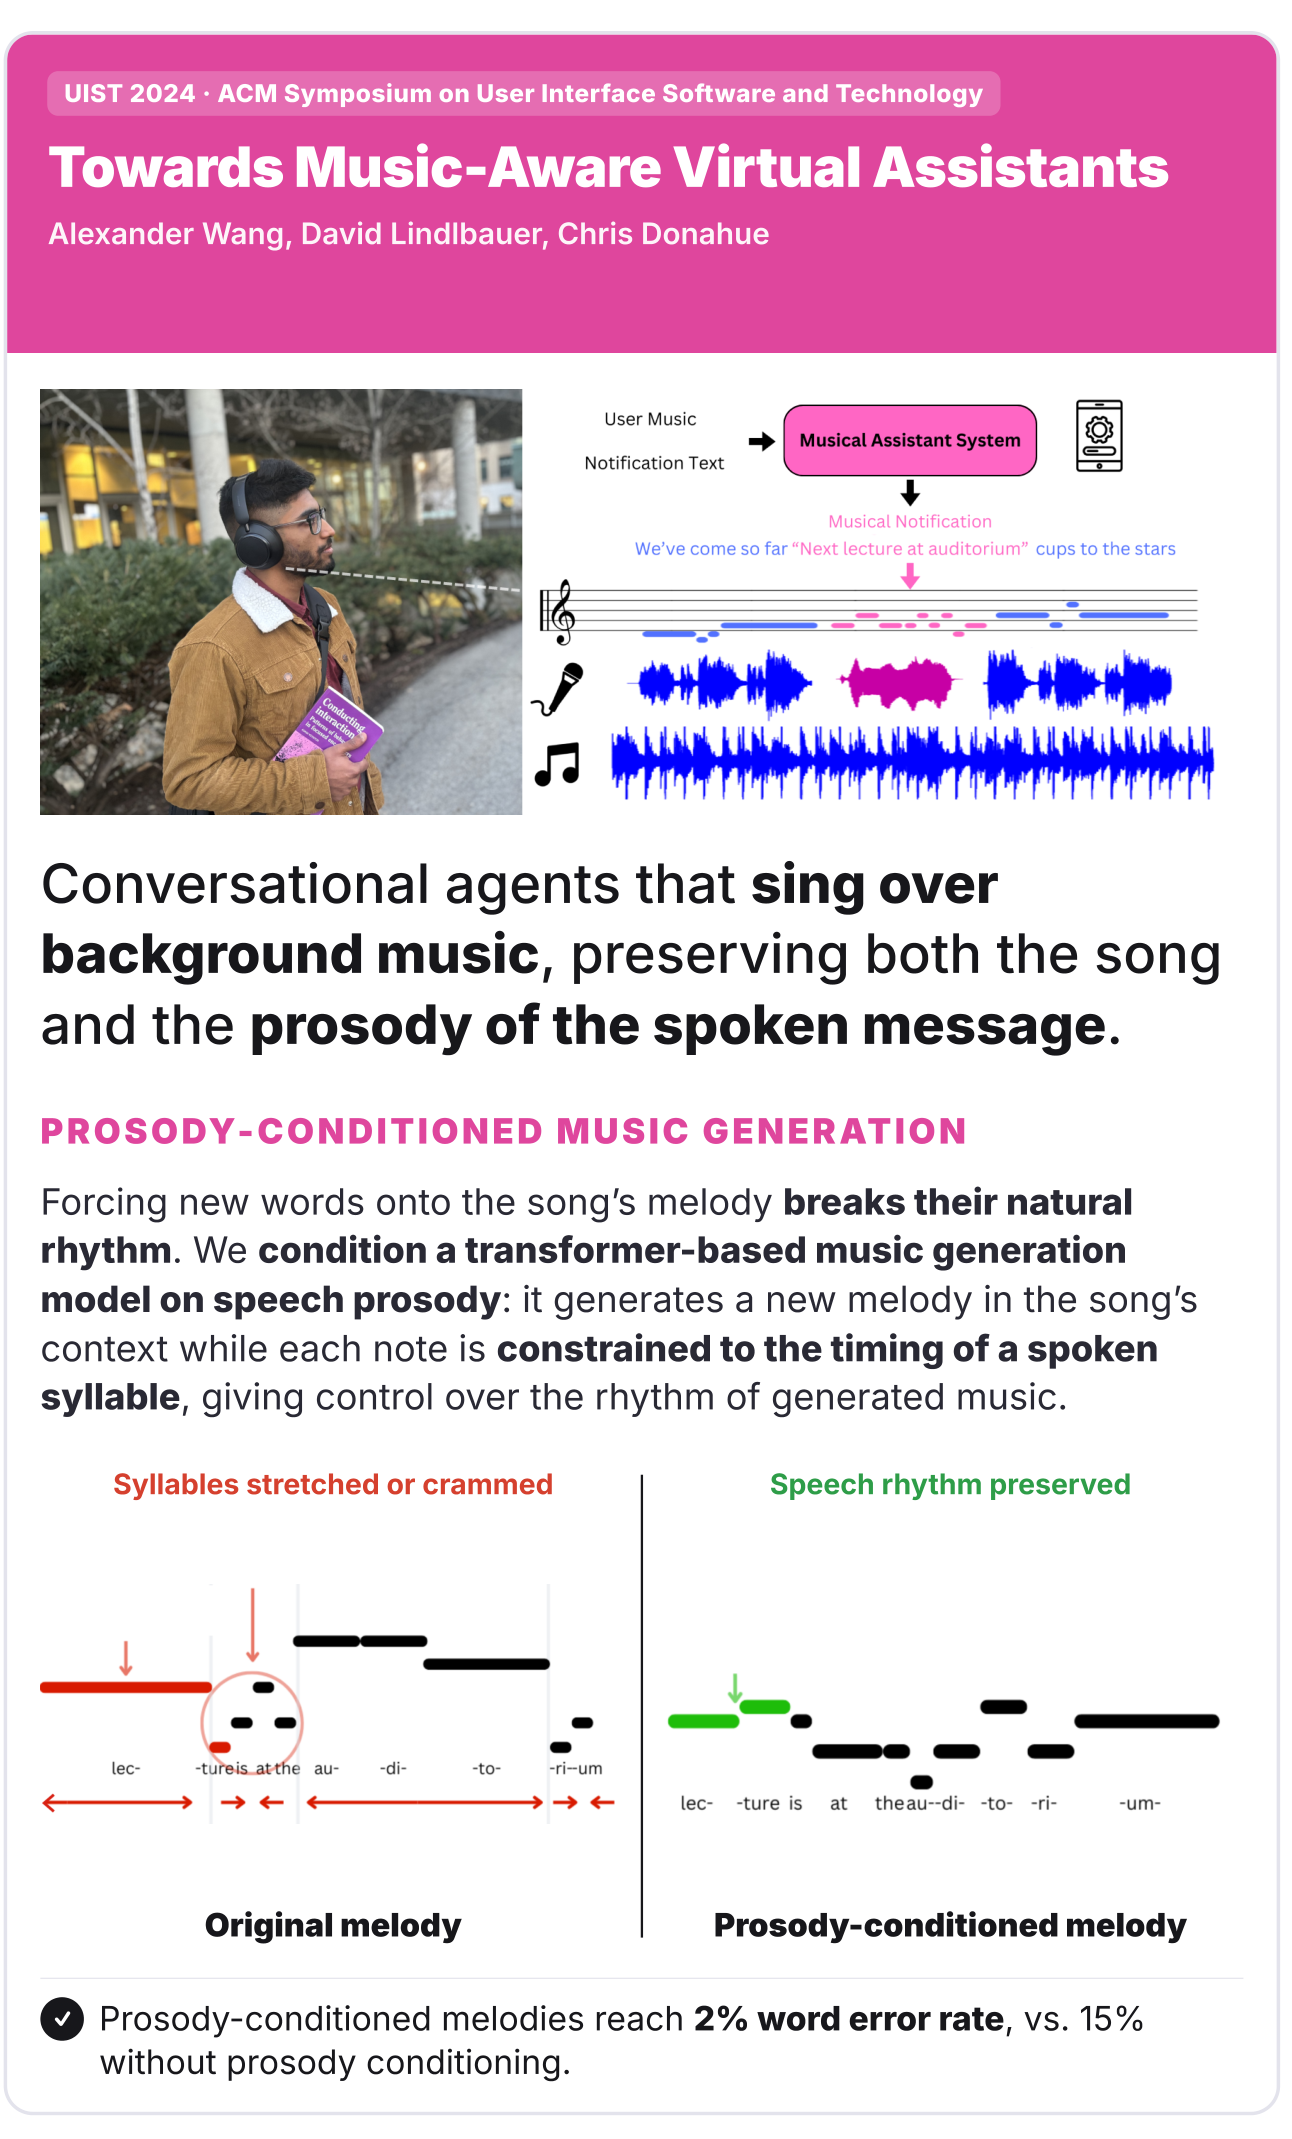 UIST 2024 · ACM Symposium on User Interface Software and Technology
Towards Music-Aware Virtual Assistants
Alexander Wang, David Lindlbauer, Chris Donahue
User Music
Notification Text
Musical Assistant System
Musical Notification
We’ve come so far “Next lecture at auditorium” cups to the stars
Conducting
interaction
Conversational agents that sing over
background music, preserving both the song
and the prosody of the spoken message.
PROSODY-CONDITIONED MUSIC GENERATION
Forcing new words onto the song’s melody breaks their natural
rhythm. We condition a transformer-based music generation
model on speech prosody: it generates a new melody in the song’s
context while each note is constrained to the timing of a spoken
syllable, giving control over the rhythm of generated music.
Syllables stretched or crammed
lec- -ture is at the au- -di- -to- -ri--um
Original melody
Speech rhythm preserved
lec- -ture is at the au--di- -to- -ri- -um-
Prosody-conditioned melody
Prosody-conditioned melodies reach 2% word error rate, vs. 15%
without prosody conditioning.